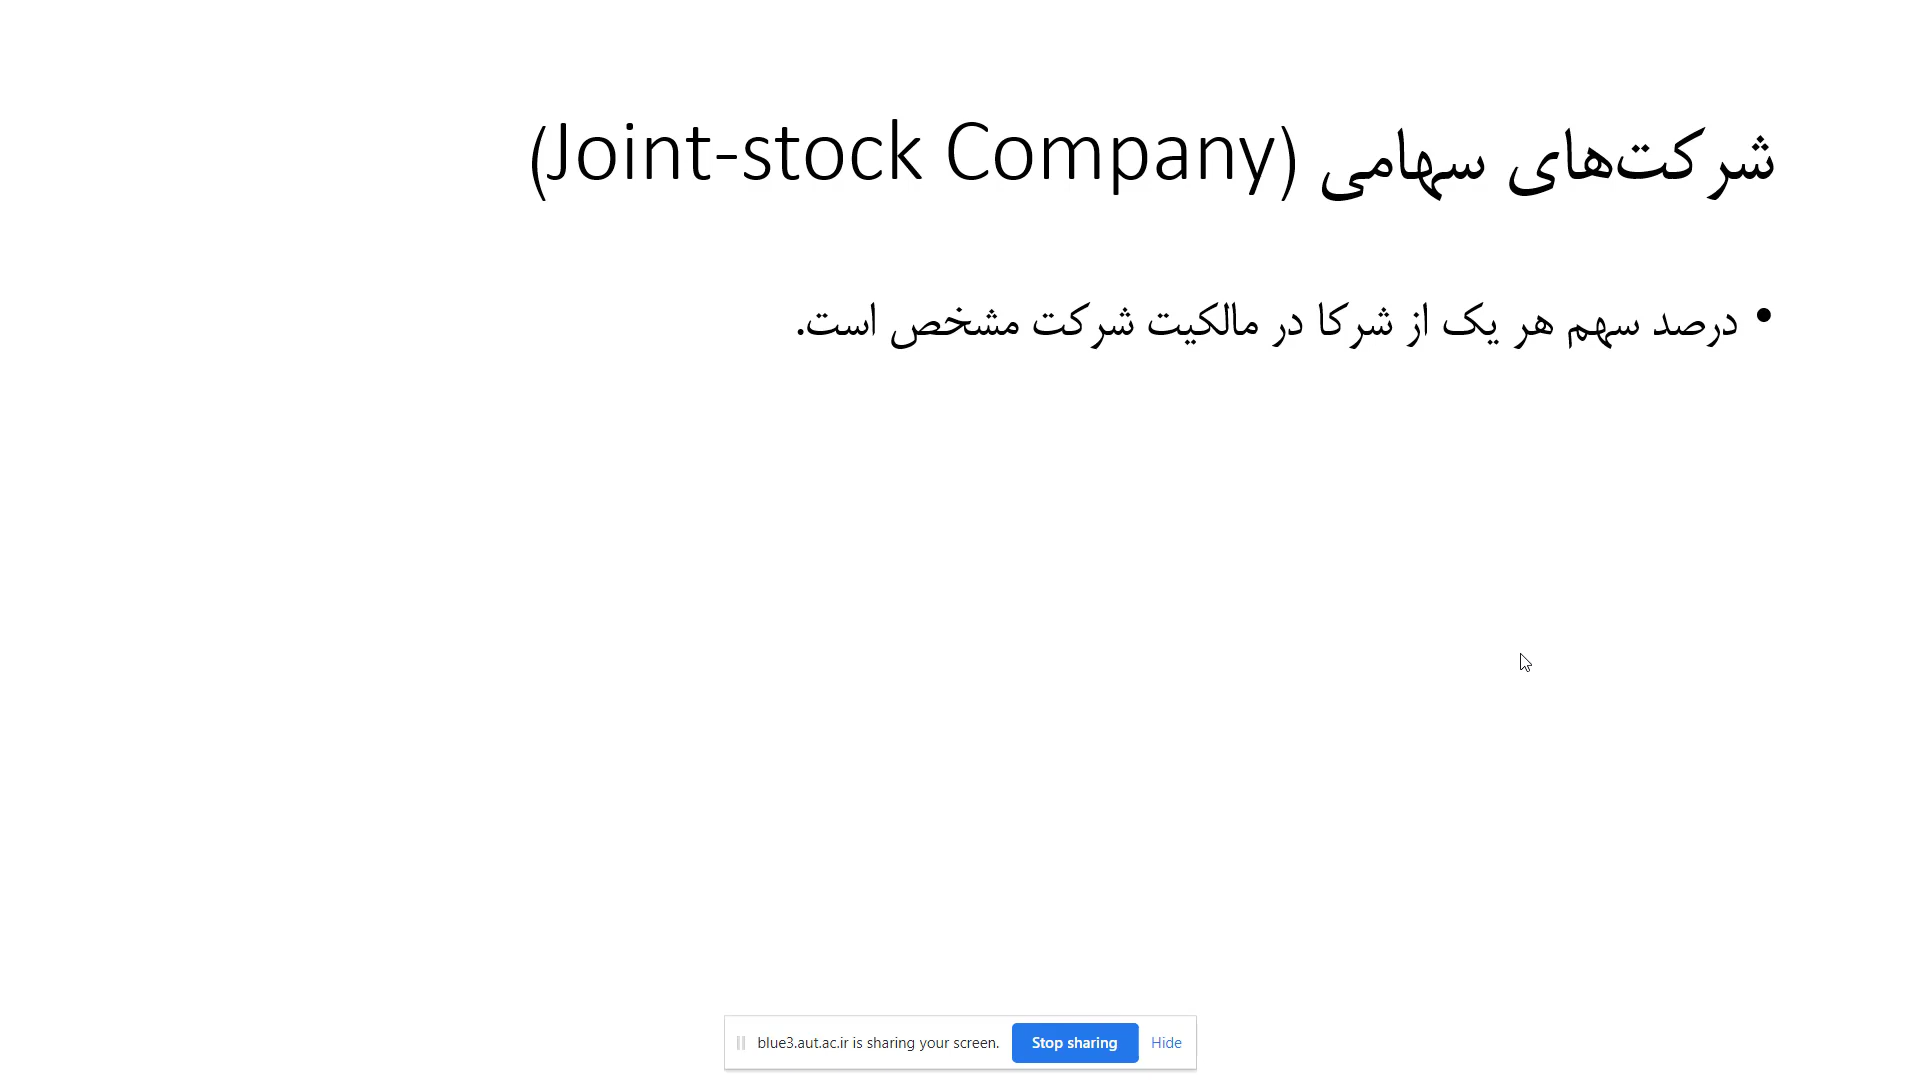 شرکت‌های سهامی (Joint-stock Company)
• درصد سهم هر یک از شرکا در مالکیت شرکت مشخص است.
blue3.aut.ac.ir is sharing your screen. Stop sharing Hide